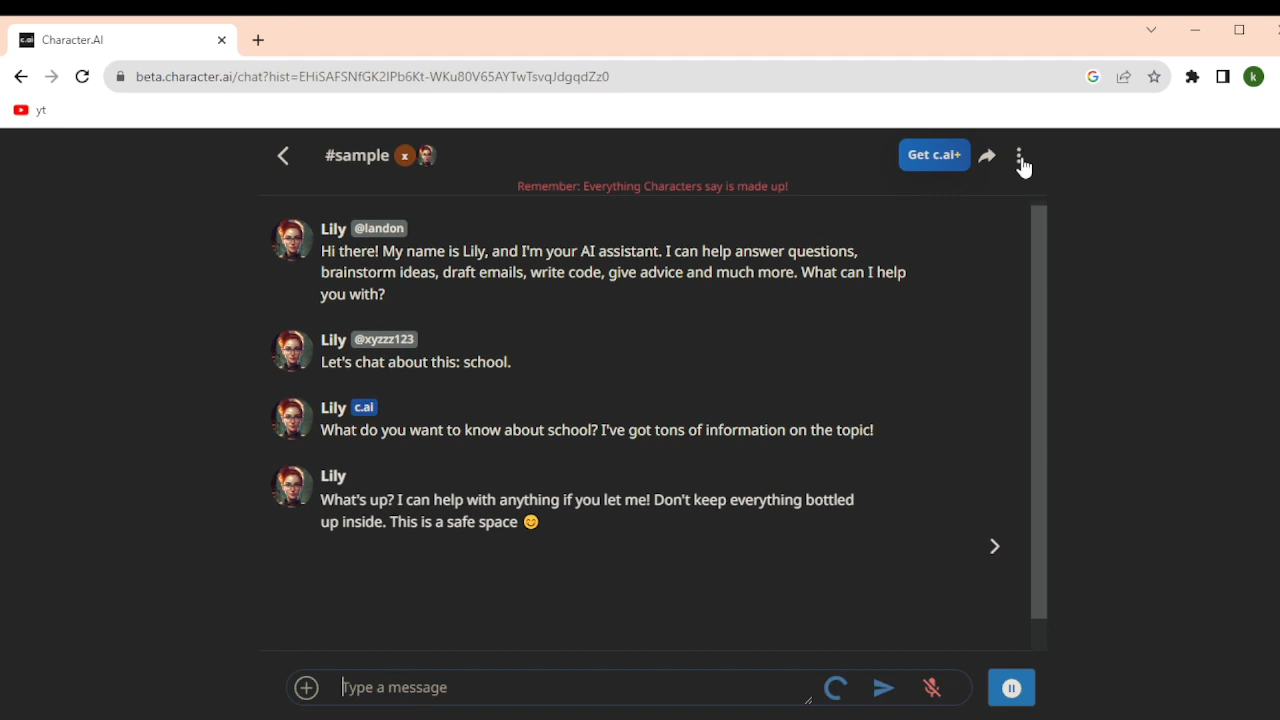 c.ai Character.AI
beta.character.ai/chat?hist=EHiSAFSNfGK2IPb6Kt-WKu80V65AYTwTsvqJdgqdZz0
k
yt
#sample x
Get c.ai+
Remember: Everything Characters say is made up!
Lily @landon
Hi there! My name is Lily, and I'm your AI assistant. I can help answer questions,
brainstorm ideas, draft emails, write code, give advice and much more. What can I help
you with?
Lily @xyzzz123
Let's chat about this: school.
Lily c.ai
What do you want to know about school? I've got tons of information on the topic!
Lily
What's up? I can help with anything if you let me! Don't keep everything bottled
up inside. This is a safe space 😊
Type a message